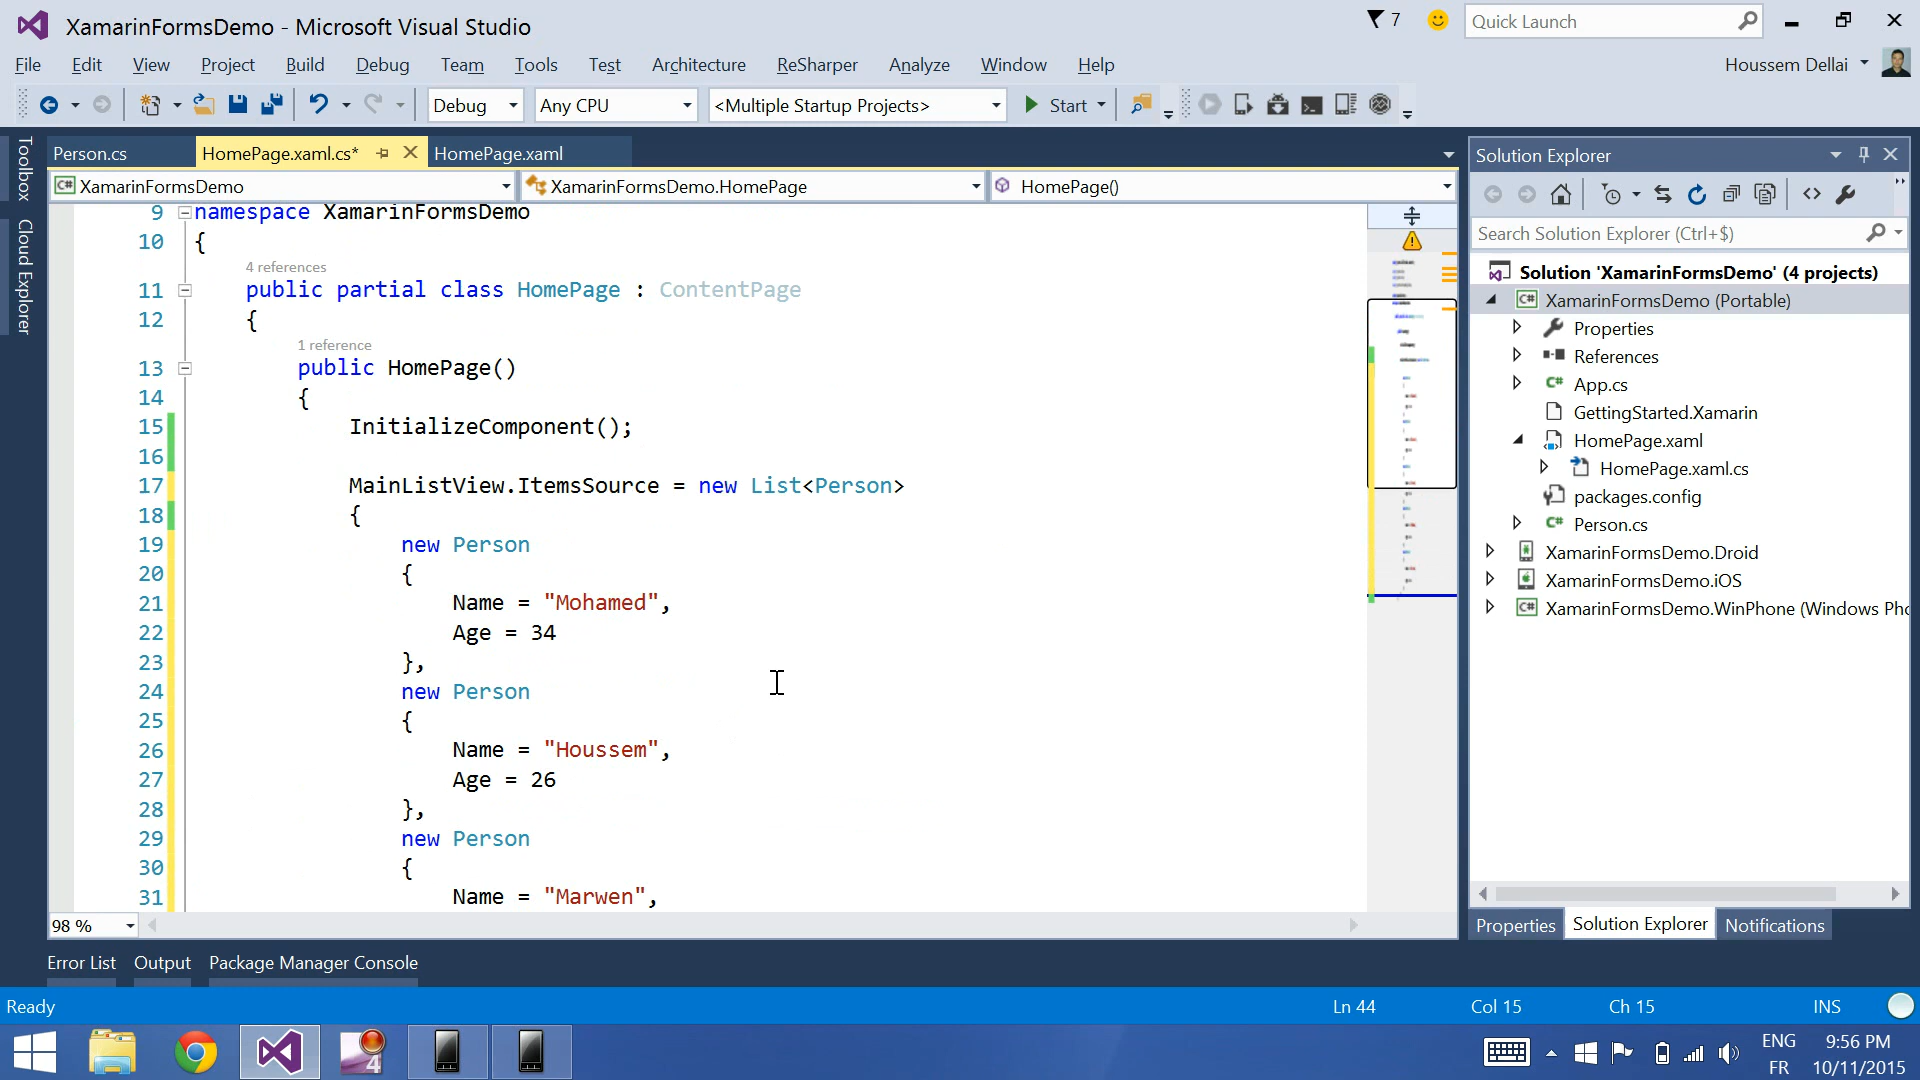 XamarinFormsDemo - Microsoft Visual Studio
7
Quick Launch
File Edit View Project Build Debug Team Tools Test Architecture ReSharper Analyze Window Help
Houssem Dellai
Debug
Any CPU
<Multiple Startup Projects>
Start
Toolbox
Cloud Explorer
Person.cs
HomePage.xaml.cs*
HomePage.xaml
XamarinFormsDemo
XamarinFormsDemo.HomePage
HomePage()
9 namespace XamarinFormsDemo
10 {
4 references
11 public partial class HomePage : ContentPage
12 {
1 reference
13 public HomePage()
14 {
15 InitializeComponent();
16
17 MainListView.ItemsSource = new List<Person>
18 {
19 new Person
20 {
21 Name = "Mohamed",
22 Age = 34
23 },
24 new Person
25 {
26 Name = "Houssem",
27 Age = 26
28 },
29 new Person
30 {
31 Name = "Marwen",
98 %
Solution Explorer
Search Solution Explorer (Ctrl+$)
Solution 'XamarinFormsDemo' (4 projects)
C# XamarinFormsDemo (Portable)
Properties
References
C# App.cs
GettingStarted.Xamarin
HomePage.xaml
HomePage.xaml.cs
packages.config
C# Person.cs
XamarinFormsDemo.Droid
XamarinFormsDemo.iOS
C# XamarinFormsDemo.WinPhone (Windows Pho
Properties
Solution Explorer
Notifications
Error List
Output
Package Manager Console
Ready
Ln 44
Col 15
Ch 15
INS
4
ENG
FR
9:56 PM
10/11/2015